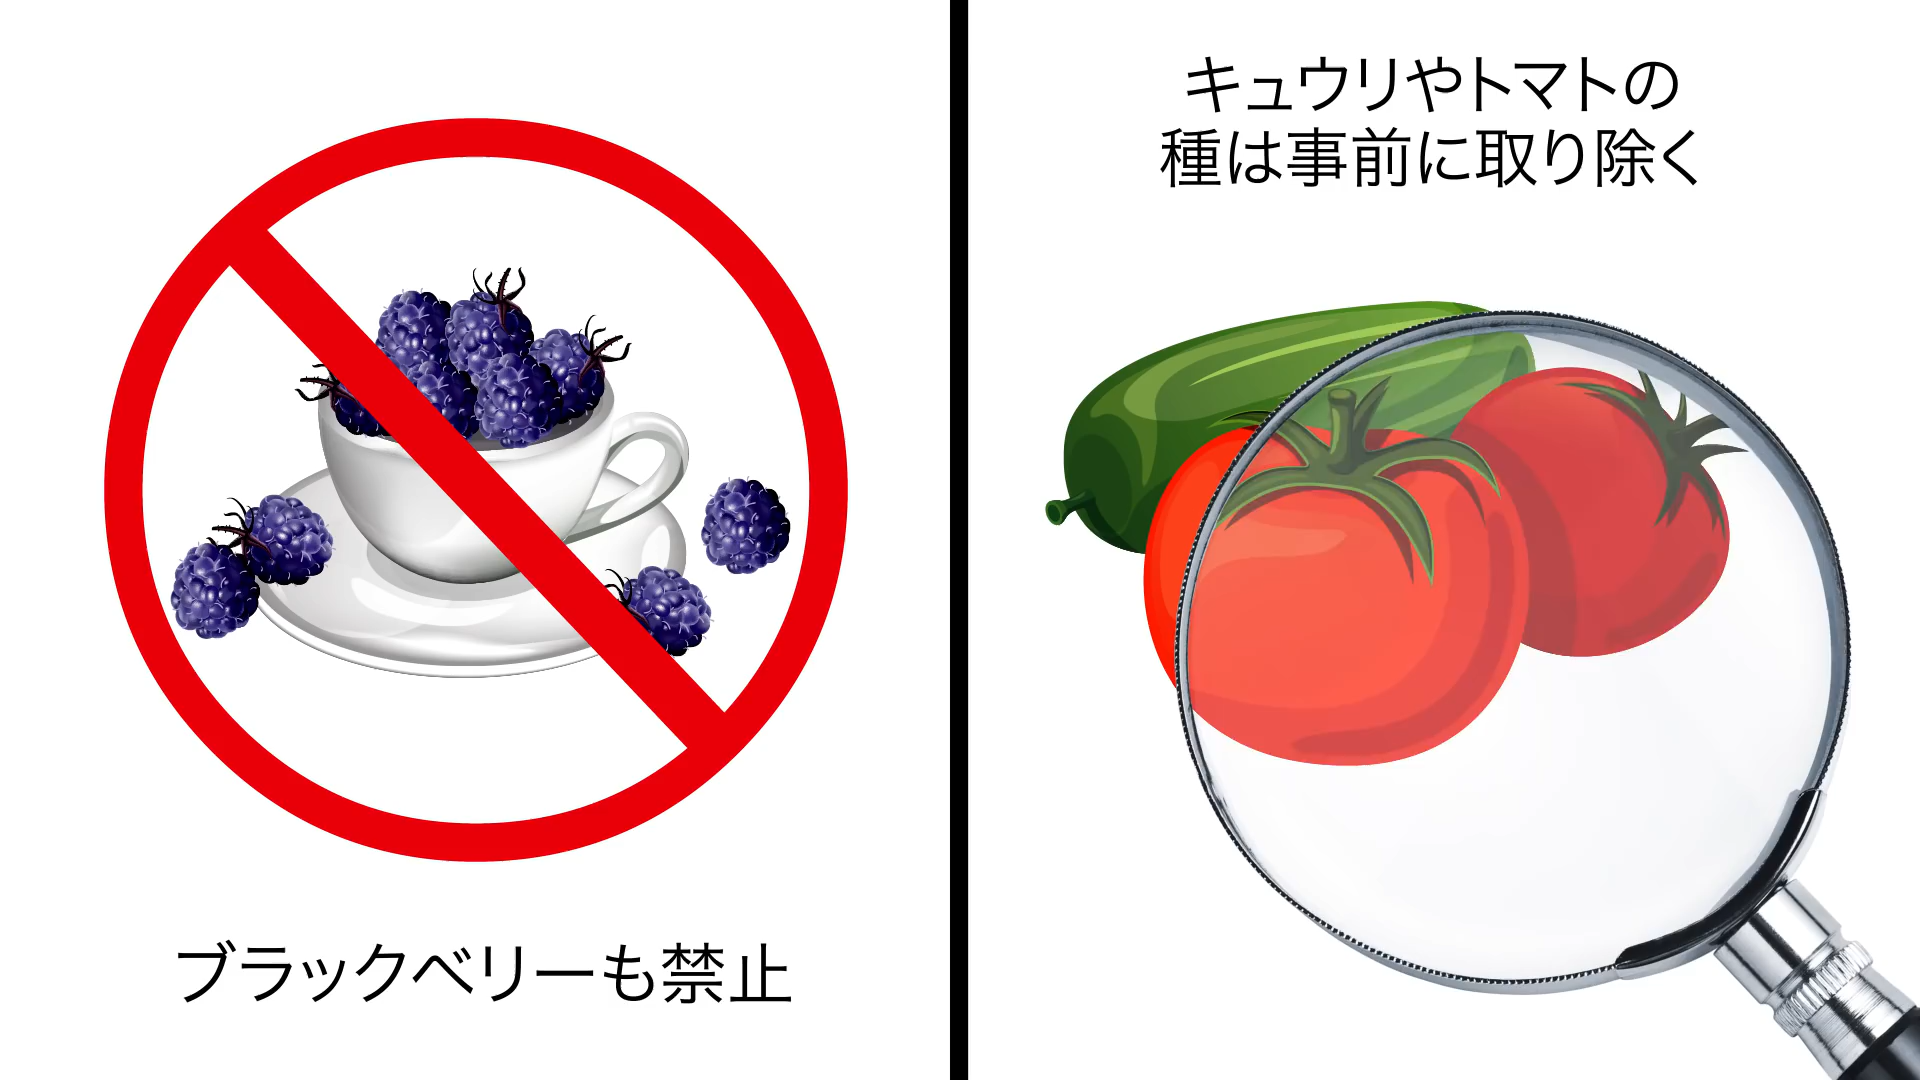 ブラックベリーも禁止
キュウリやトマトの
種は事前に取り除く